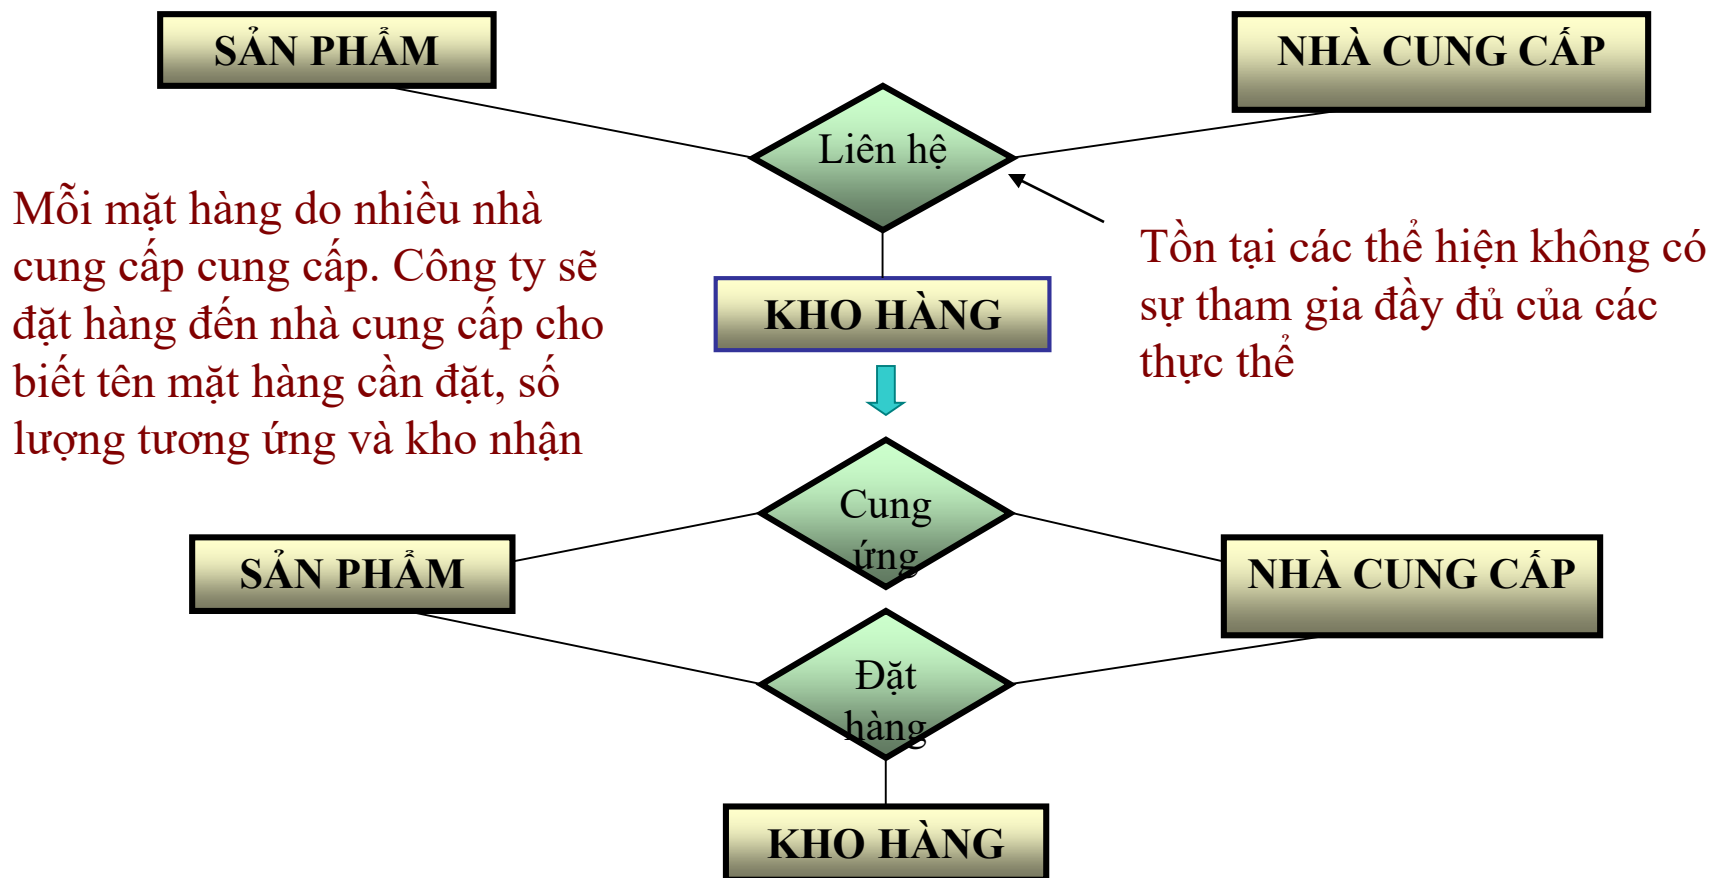 SẢN PHẨM
NHÀ CUNG CẤP
Liên hệ
Mỗi mặt hàng do nhiều nhà
cung cấp cung cấp. Công ty sẽ
đặt hàng đến nhà cung cấp cho
biết tên mặt hàng cần đặt, số
lượng tương ứng và kho nhận
Tồn tại các thể hiện không có
sự tham gia đầy đủ của các
thực thể
KHO HÀNG
Cung
ứng
SẢN PHẨM
NHÀ CUNG CẤP
Đặt
hàng
KHO HÀNG